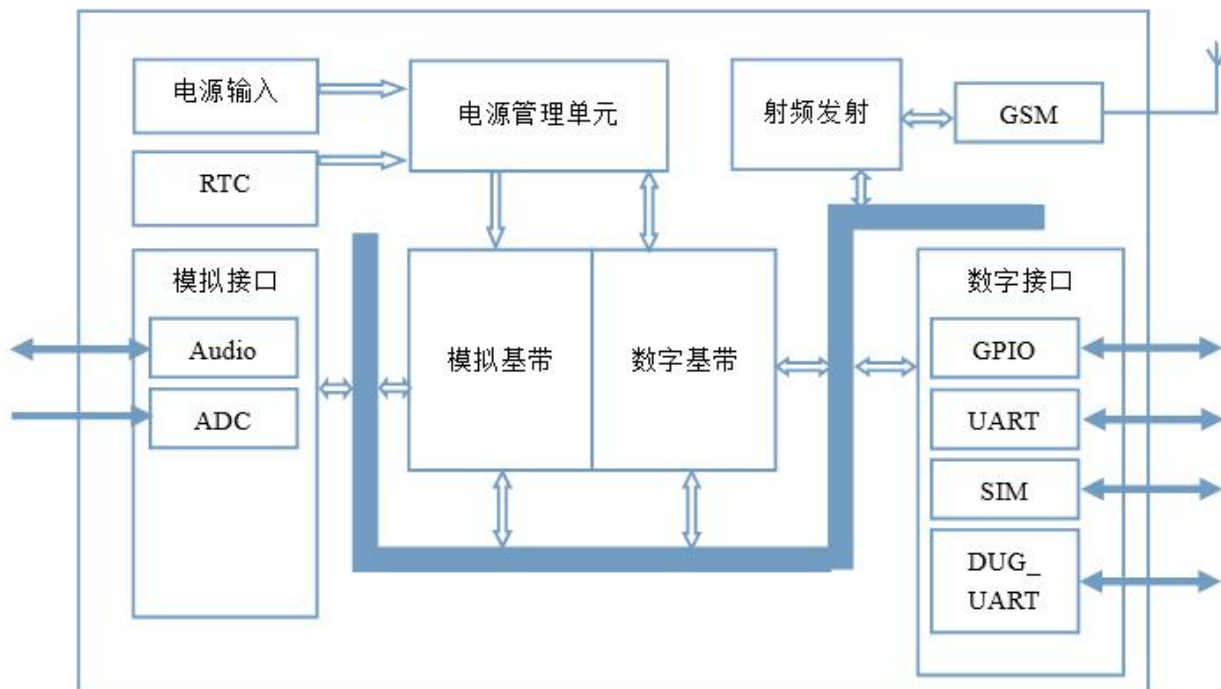 电源输入
电源管理单元
射频发射
GSM
RTC
模拟接口
Audio
ADC
模拟基带
数字基带
数字接口
GPIO
UART
SIM
DUG_
UART